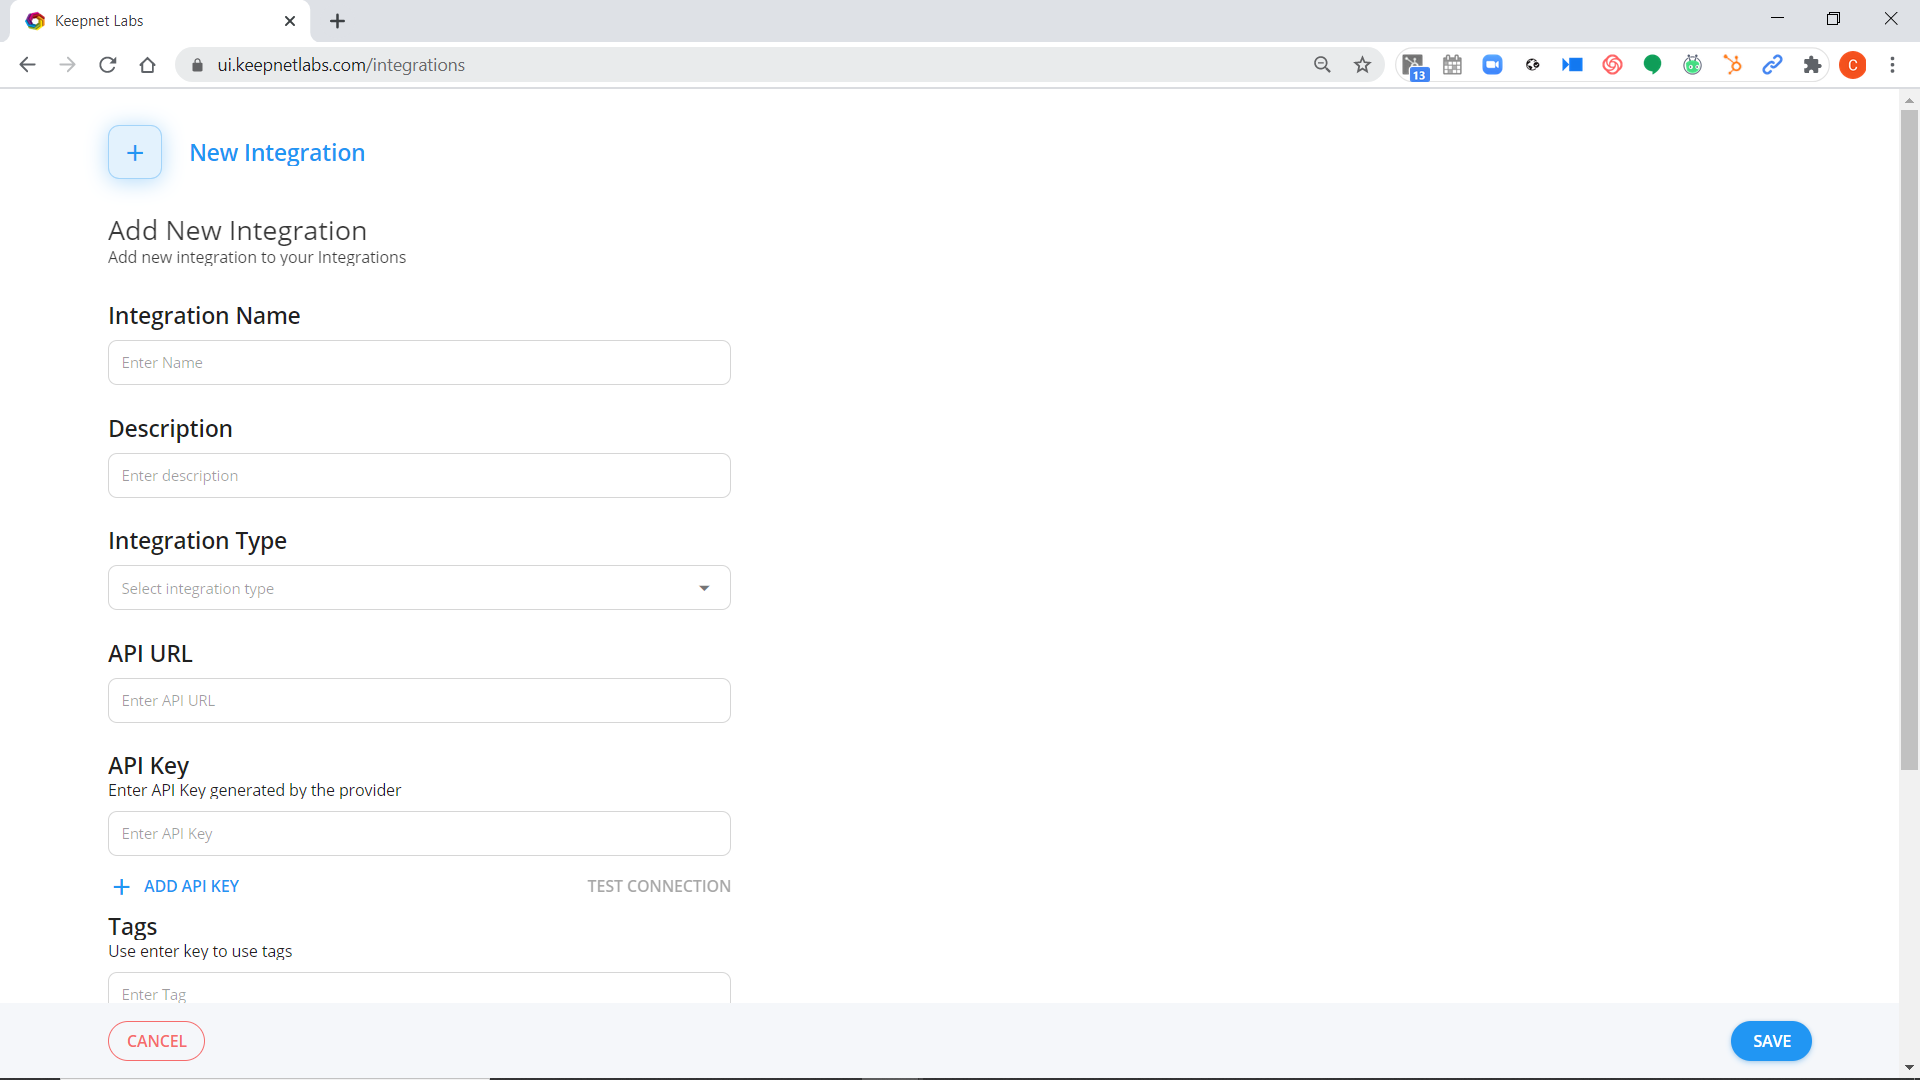 Keepnet Labs
ui.keepnetlabs.com/integrations
13
C
New Integration
Add New Integration
Add new integration to your Integrations
Integration Name
Enter Name
Description
Enter description
Integration Type
Select integration type
API URL
Enter API URL
API Key
Enter API Key generated by the provider
Enter API Key
ADD API KEY TEST CONNECTION
Tags
Use enter key to use tags
Enter Tag
CANCEL SAVE